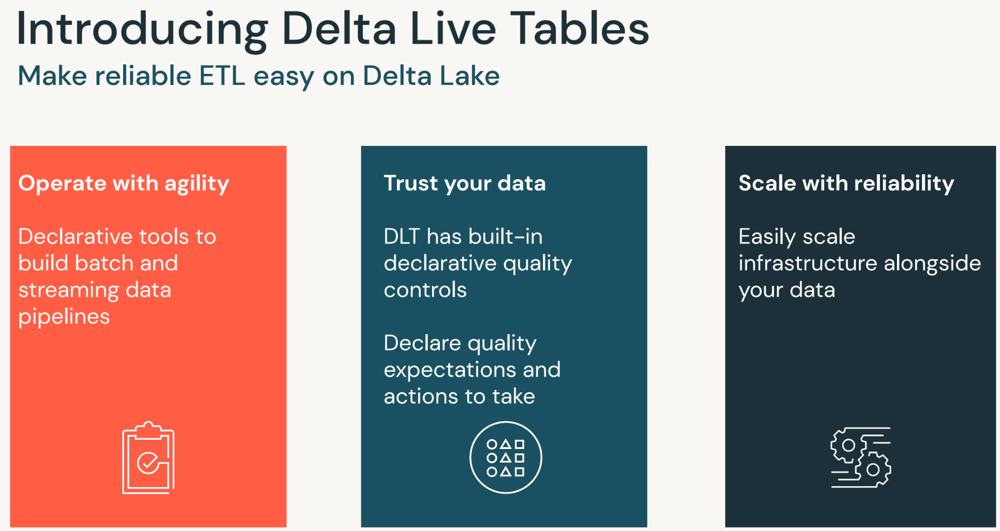 Introducing Delta Live Tables
Make reliable ETL easy on Delta Lake
Operate with agility
Declarative tools to
build batch and
streaming data
pipelines
Trust your data
DLT has built-in
declarative quality
controls
Declare quality
expectations and
actions to take
Scale with reliability
Easily scale
infrastructure alongside
your data